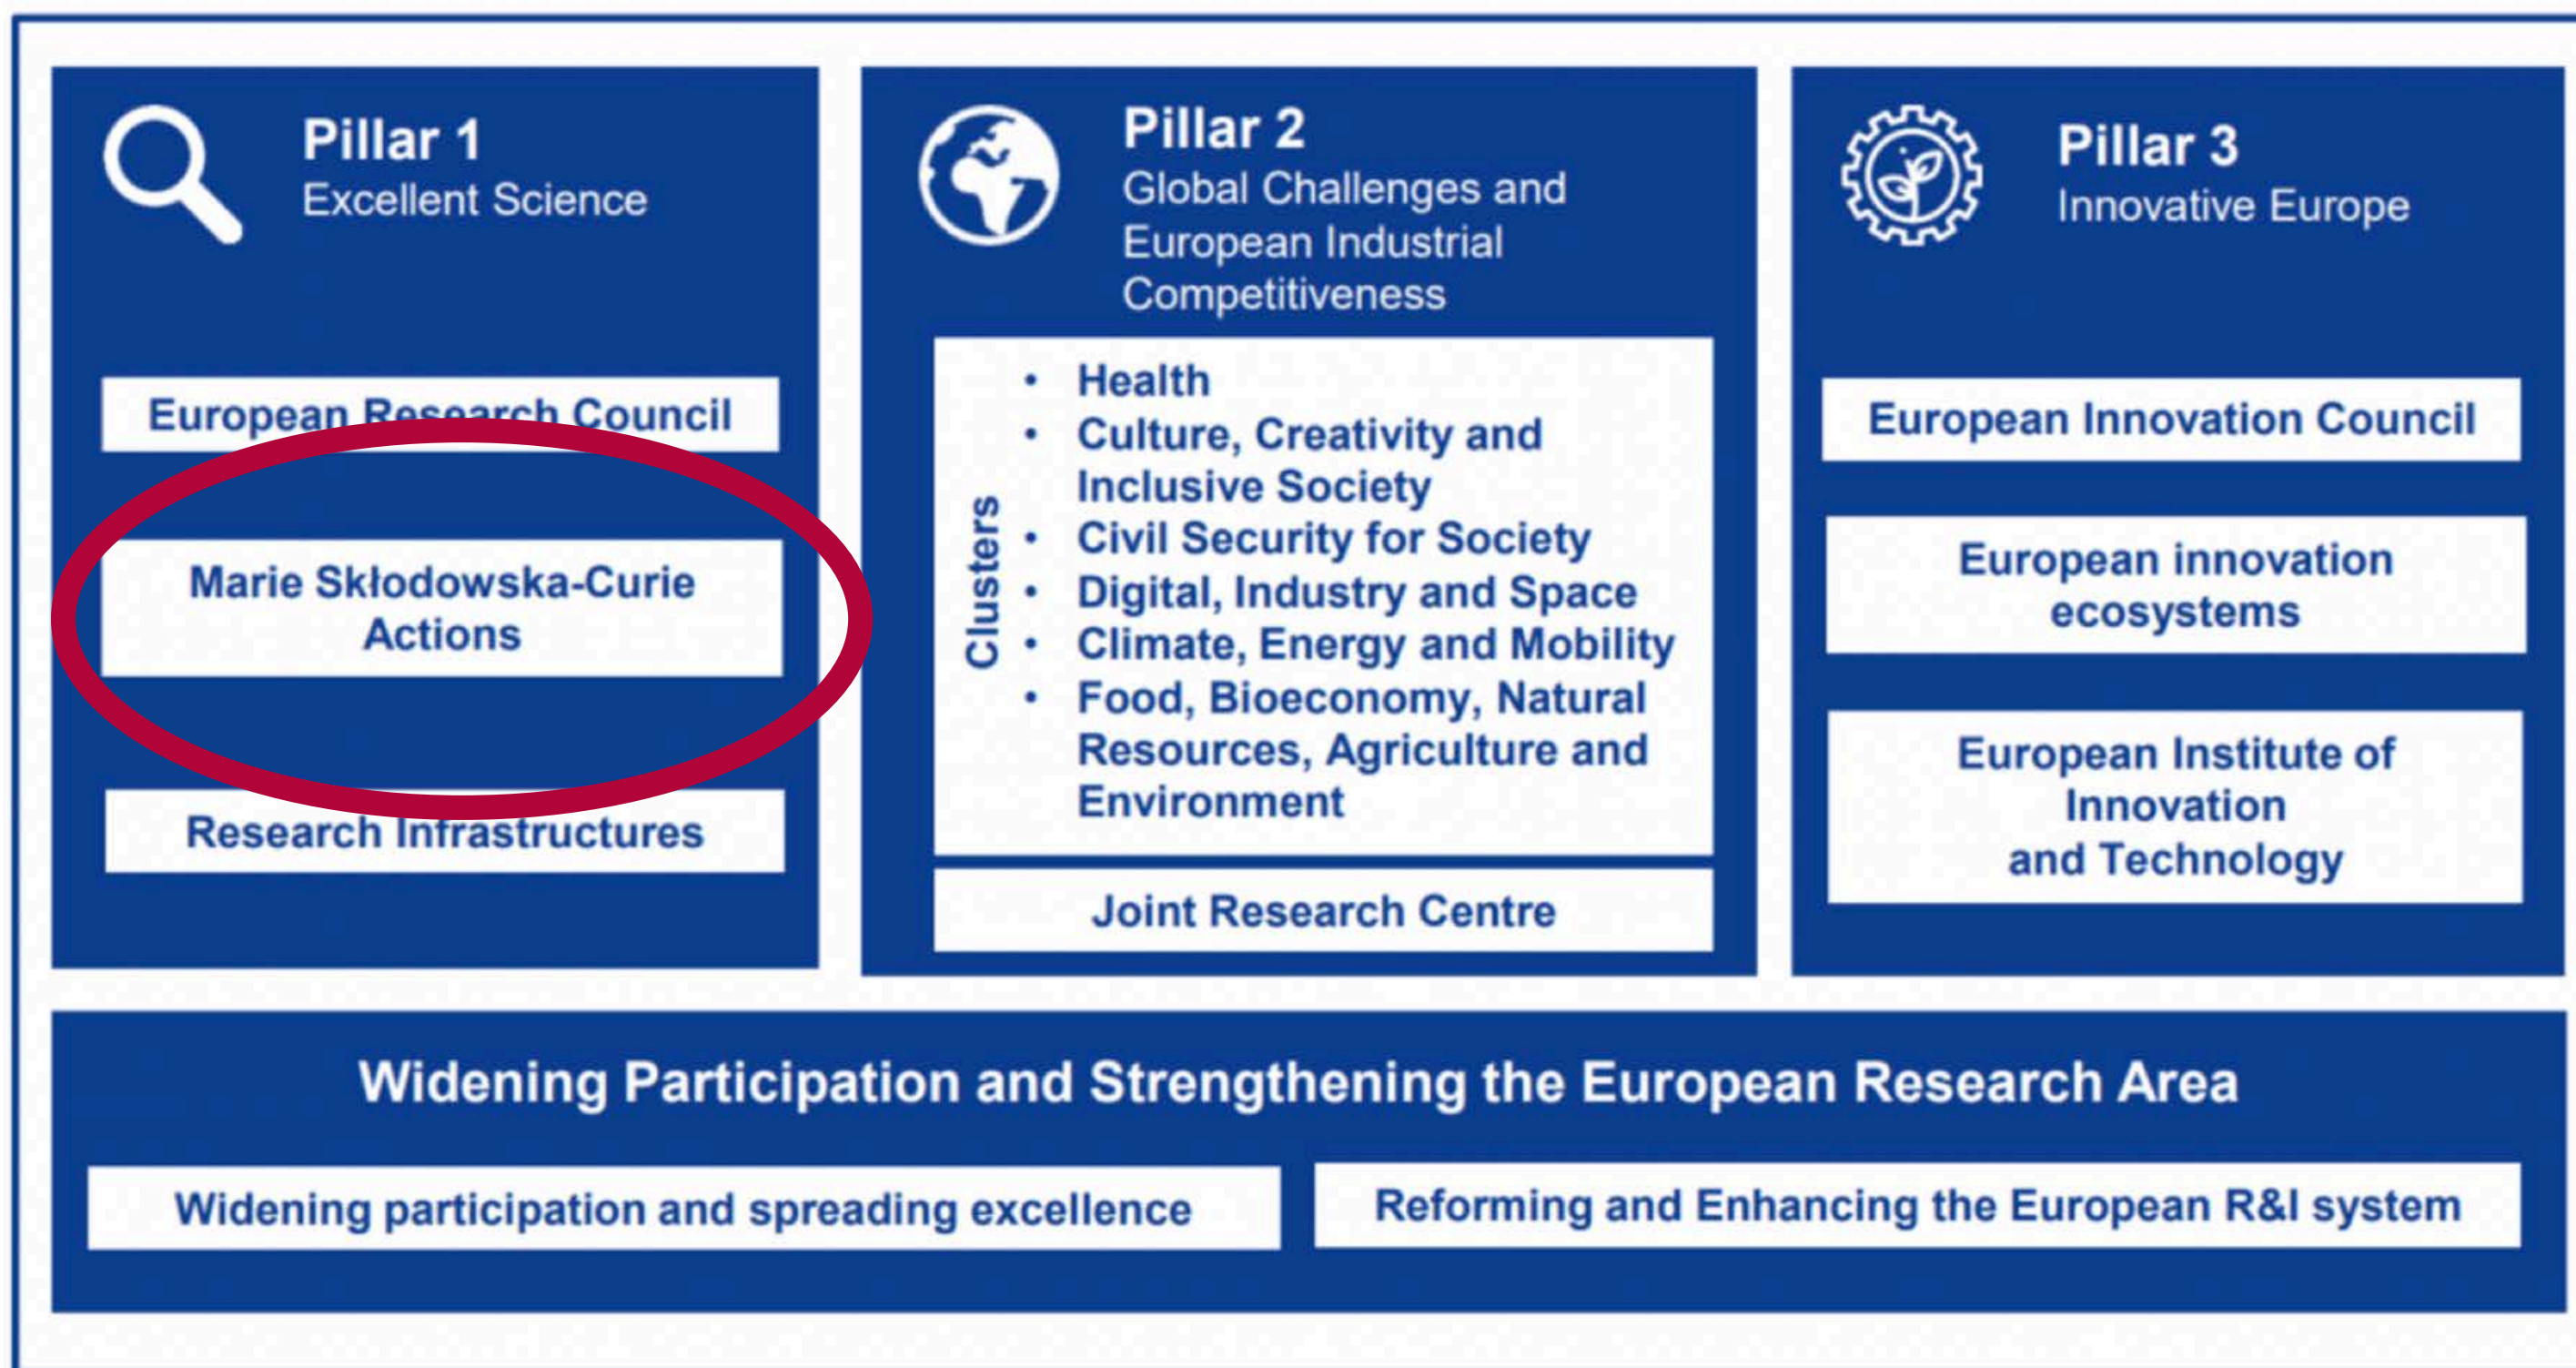 Pillar 1
Excellent Science
European Research Council
Marie Skłodowska-Curie
Actions
Research Infrastructures
Pillar 2
Global Challenges and
European Industrial
Competitiveness
Clusters
• Health
• Culture, Creativity and
Inclusive Society
• Civil Security for Society
• Digital, Industry and Space
• Climate, Energy and Mobility
• Food, Bioeconomy, Natural
Resources, Agriculture and
Environment
Joint Research Centre
Pillar 3
Innovative Europe
European Innovation Council
European innovation
ecosystems
European Institute of
Innovation
and Technology
Widening Participation and Strengthening the European Research Area
Widening participation and spreading excellence
Reforming and Enhancing the European R&I system